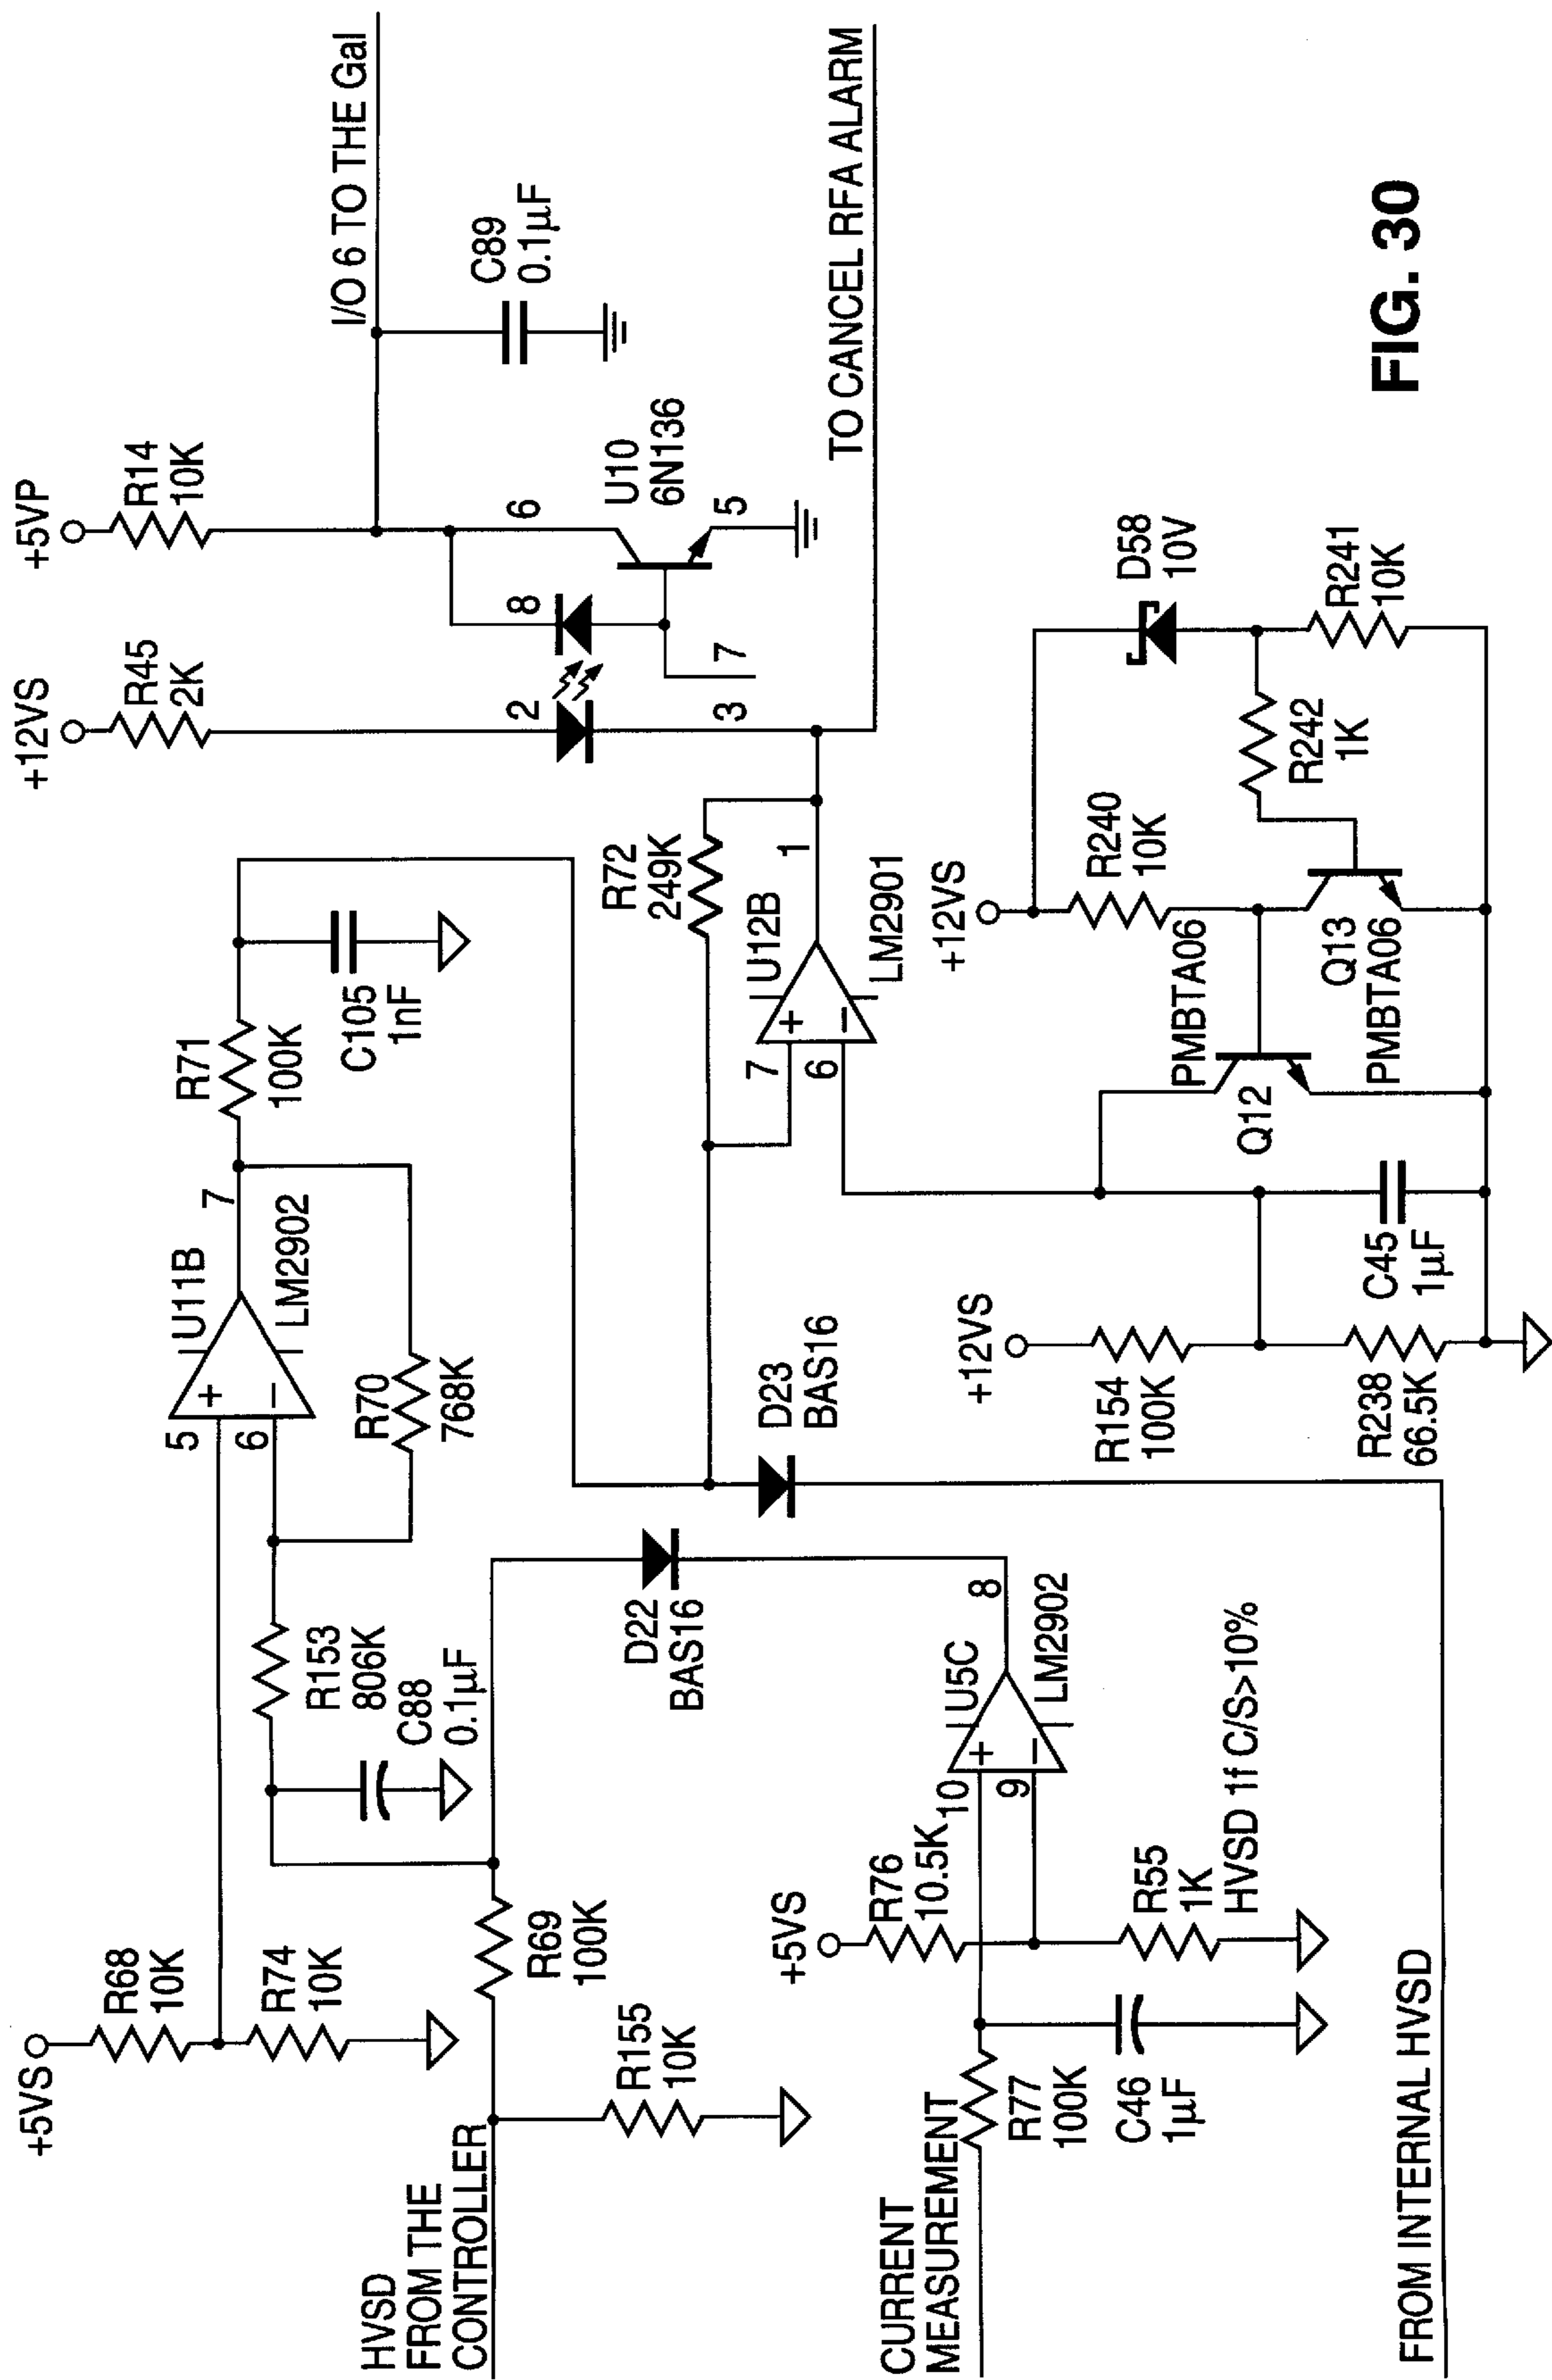 +5VS
R68
10K
R74
10K
HVSD
FROM THE
CONTROLLER
R155
10K
R69
100K
R153
806K
C88
0.1µF
5
6
+
−
U11B
LM2902
7
R70
768K
R71
100K
C105
1nF
D22
BAS16
CURRENT
MEASUREMENT
R77
100K
C46
1µF
+5VS
R76
10.5K
R55
1K
HVSD 1f C/S>10%
10
9
+
−
U5C
LM2902
8
FROM INTERNAL HVSD
D23
BAS16
R72
249K
7
6
+
−
U12B
LM2901
1
+12VS
R154
100K
R238
66.5K
C45
1µF
Q12
PMBTA06
Q13
PMBTA06
+12VS
R240
10K
R242
1K
D58
10V
R241
10K
+12VS
R45
2K
2
3
8
7
+5VP
R14
10K
6
5
U10
6N136
I/O 6 TO THE Gal
C89
0.1µF
TO CANCEL RFA ALARM
FIG. 30